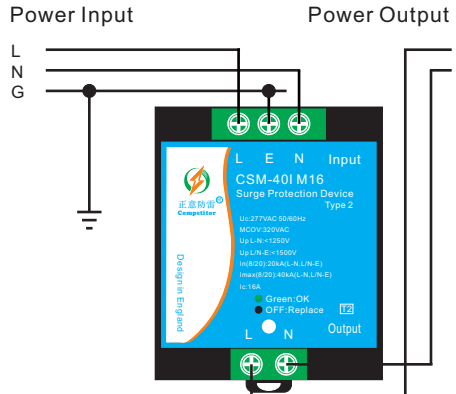 Power Input
Power Output
L
N
G
L E N Input
CSM-40I M16
Surge Protection Device
Type 2
正意防雷®
Competitor
Design in England
Uc:277VAC 50/60Hz
MCOV:320VAC
Up L-N:<1250V
Up L/N-E:<1500V
In(8/20):20kA(L-N,L/N-E)
Imax(8/20):40kA(L-N,L/N-E)
Ic:16A
Green:OK
OFF:Replace
T2
L N Output